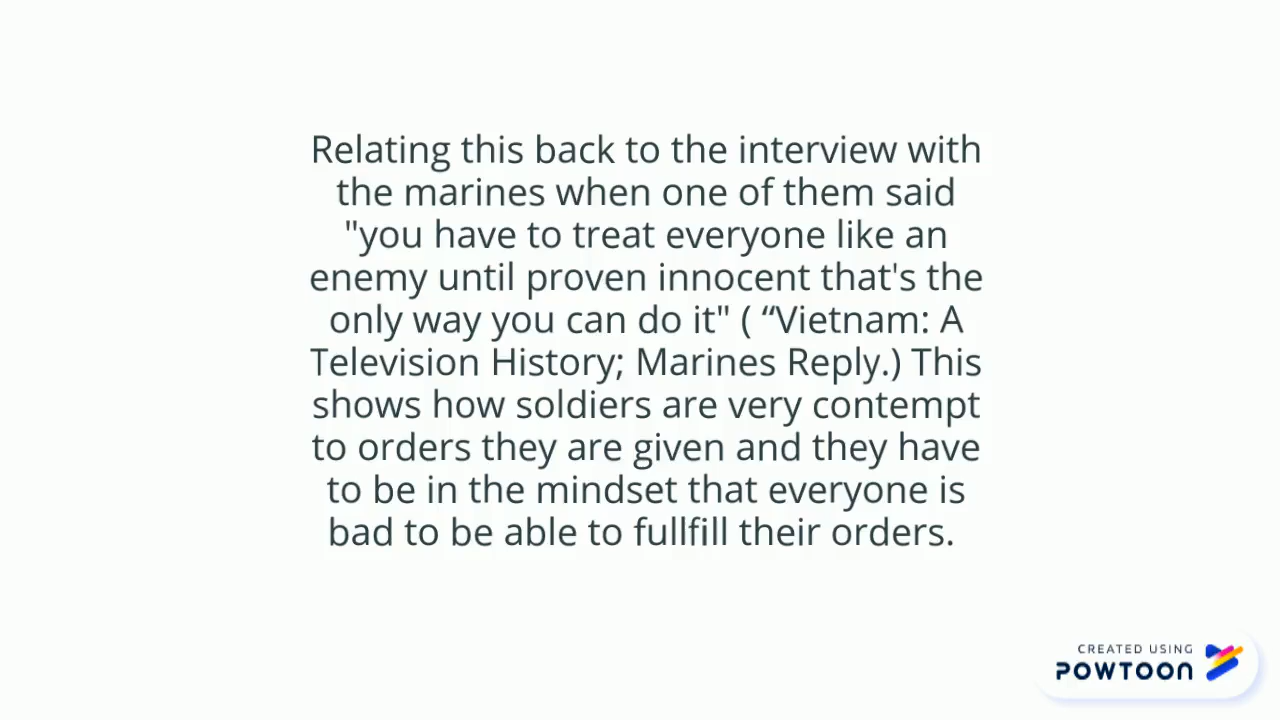 Relating this back to the interview with
the marines when one of them said
"you have to treat everyone like an
enemy until proven innocent that's the
only way you can do it" ( “Vietnam: A
Television History; Marines Reply.) This
shows how soldiers are very contempt
to orders they are given and they have
to be in the mindset that everyone is
bad to be able to fullfill their orders.
CREATED USING
POWTOON